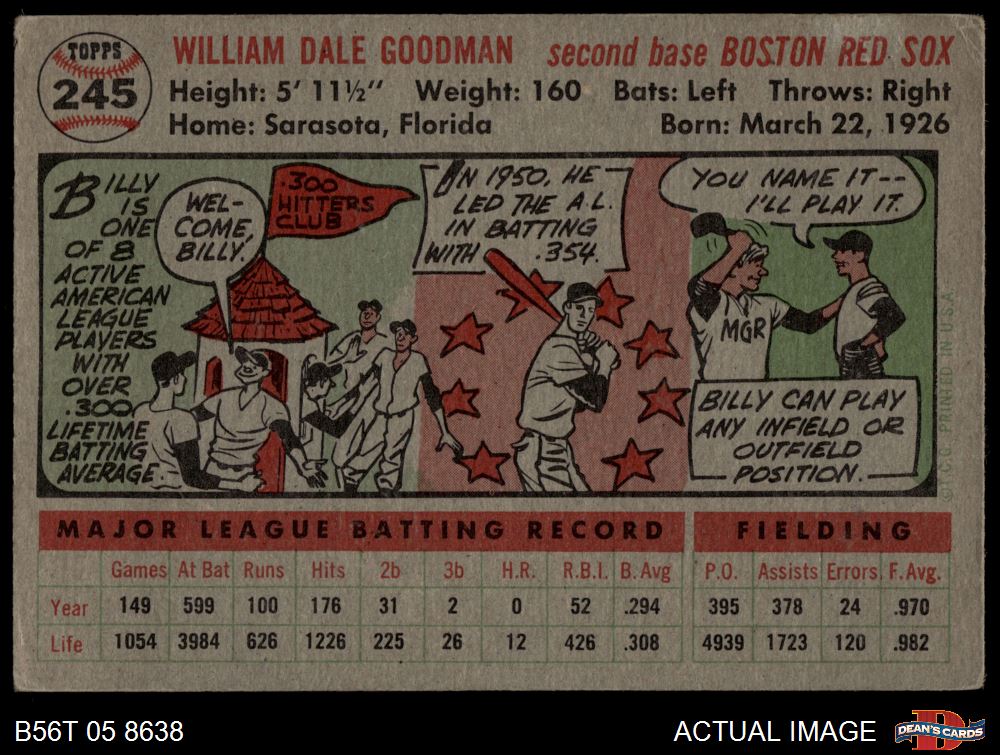 TOPPS
245
WILLIAM DALE GOODMAN second base BOSTON RED SOX
Height: 5' 11½" Weight: 160 Bats: Left Throws: Right
Home: Sarasota, Florida Born: March 22, 1926
BILLY
IS
ONE
OF 8
ACTIVE
AMERICAN
LEAGUE
PLAYERS
WITH
OVER
.300
LIFETIME
BATTING
AVERAGE.
WEL-
COME,
BILLY.
.300
HITTERS
CLUB
IN 1950, HE
LED THE A.L.
IN BATTING
WITH .354.
YOU NAME IT--
I'LL PLAY IT.
MGR
BILLY CAN PLAY
ANY INFIELD OR
OUTFIELD
POSITION.
© T.C.G. PRINTED IN U.S.A.
MAJOR LEAGUE BATTING RECORD FIELDING
Games At Bat Runs Hits 2b 3b H.R. R.B.I. B. Avg P.O. Assists Errors F. Avg.
Year 149 599 100 176 31 2 0 52 .294 395 378 24 .970
Life 1054 3984 626 1226 225 26 12 426 .308 4939 1723 120 .982
B56T 05 8638 ACTUAL IMAGE
D
DEAN'S CARDS